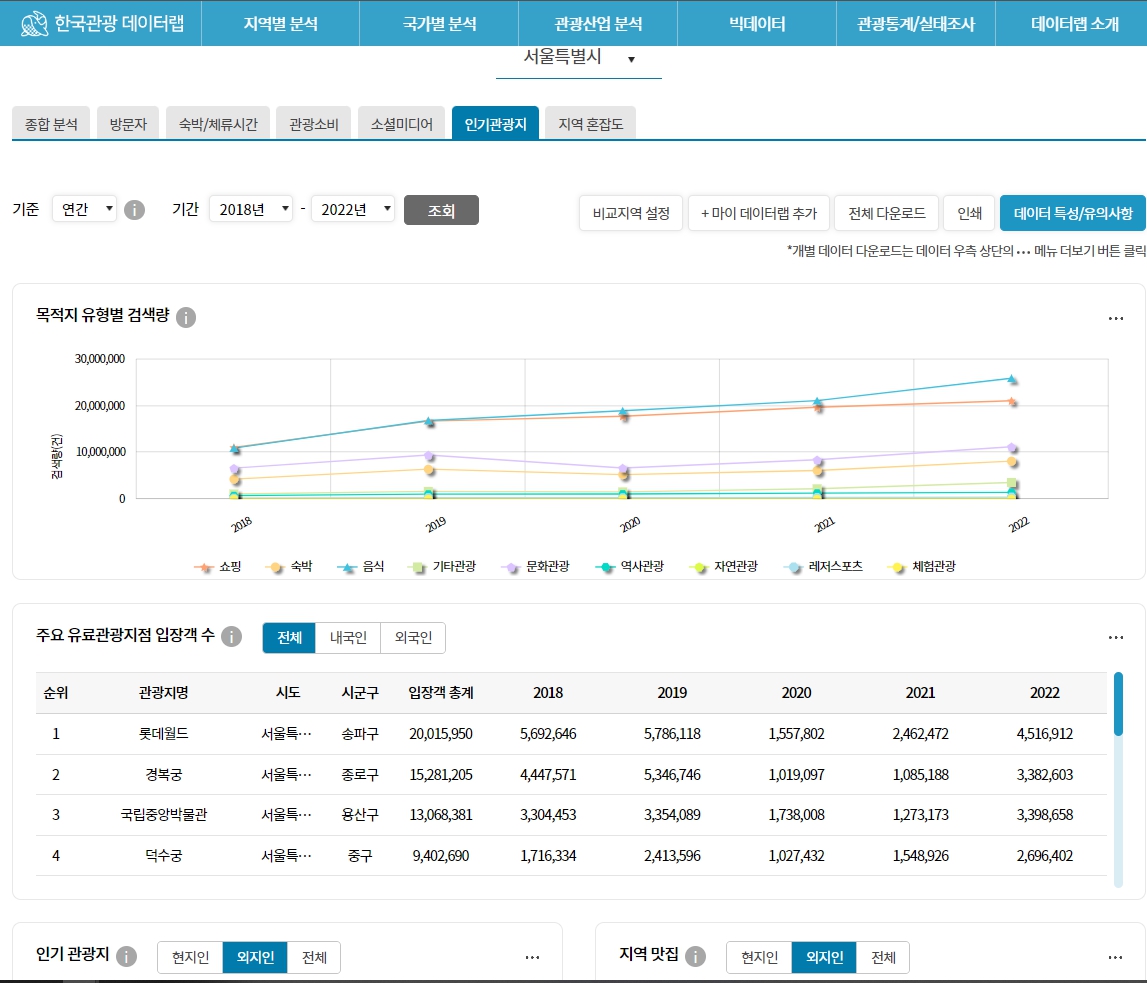 한국관광 데이터랩 지역별 분석 국가별 분석 관광산업 분석 빅데이터 관광통계/실태조사 데이터랩 소개
서울특별시 ▼
종합 분석 방문자 숙박/체류시간 관광소비 소셜미디어 인기관광지 지역 혼잡도
기준 연간 ▼ i 기간 2018년 ▼ - 2022년 ▼ 조회 비교지역 설정 + 마이 데이터랩 추가 전체 다운로드 인쇄 데이터 특성/유의사항
*개별 데이터 다운로드는 데이터 우측 상단의 ··· 메뉴 더보기 버튼 클릭
목적지 유형별 검색량 i ···
30,000,000
20,000,000
10,000,000
0
검색량(건)
2018 2019 2020 2021 2022
쇼핑 숙박 음식 기타관광 문화관광 역사관광 자연관광 레저스포츠 체험관광
주요 유료관광지점 입장객 수 i 전체 내국인 외국인 ···
순위 관광지명 시도 시군구 입장객 총계 2018 2019 2020 2021 2022
1 롯데월드 서울특··· 송파구 20,015,950 5,692,646 5,786,118 1,557,802 2,462,472 4,516,912
2 경복궁 서울특··· 종로구 15,281,205 4,447,571 5,346,746 1,019,097 1,085,188 3,382,603
3 국립중앙박물관 서울특··· 용산구 13,068,381 3,304,453 3,354,089 1,738,008 1,273,173 3,398,658
4 덕수궁 서울특··· 중구 9,402,690 1,716,334 2,413,596 1,027,432 1,548,926 2,696,402
인기 관광지 i 현지인 외지인 전체 ··· 지역 맛집 i 현지인 외지인 전체 ···